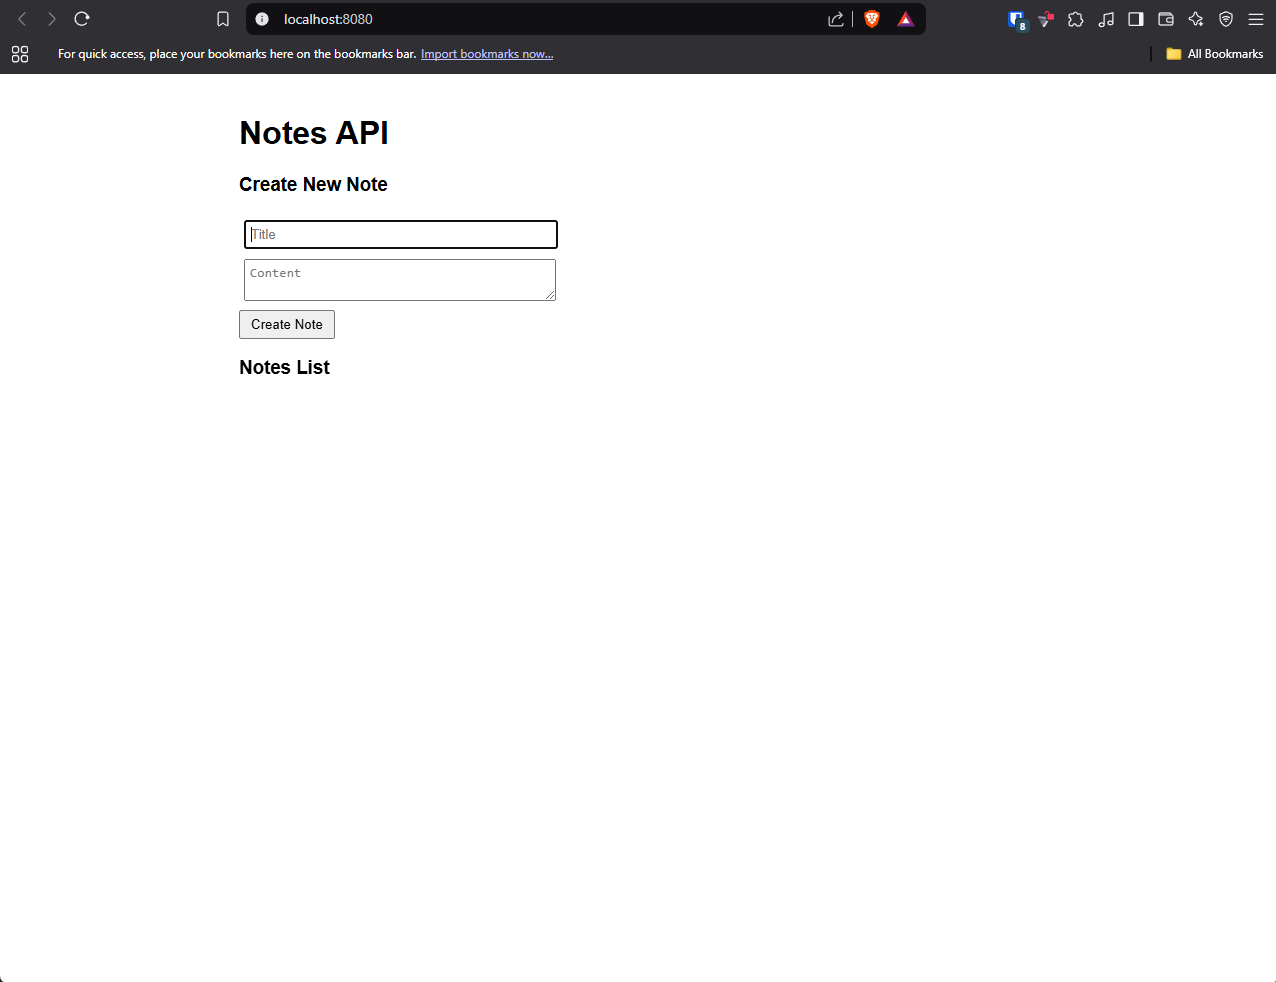 localhost:8080
8
For quick access, place your bookmarks here on the bookmarks bar. Import bookmarks now...
All Bookmarks
Notes API
Create New Note
Title
Content
Create Note
Notes List